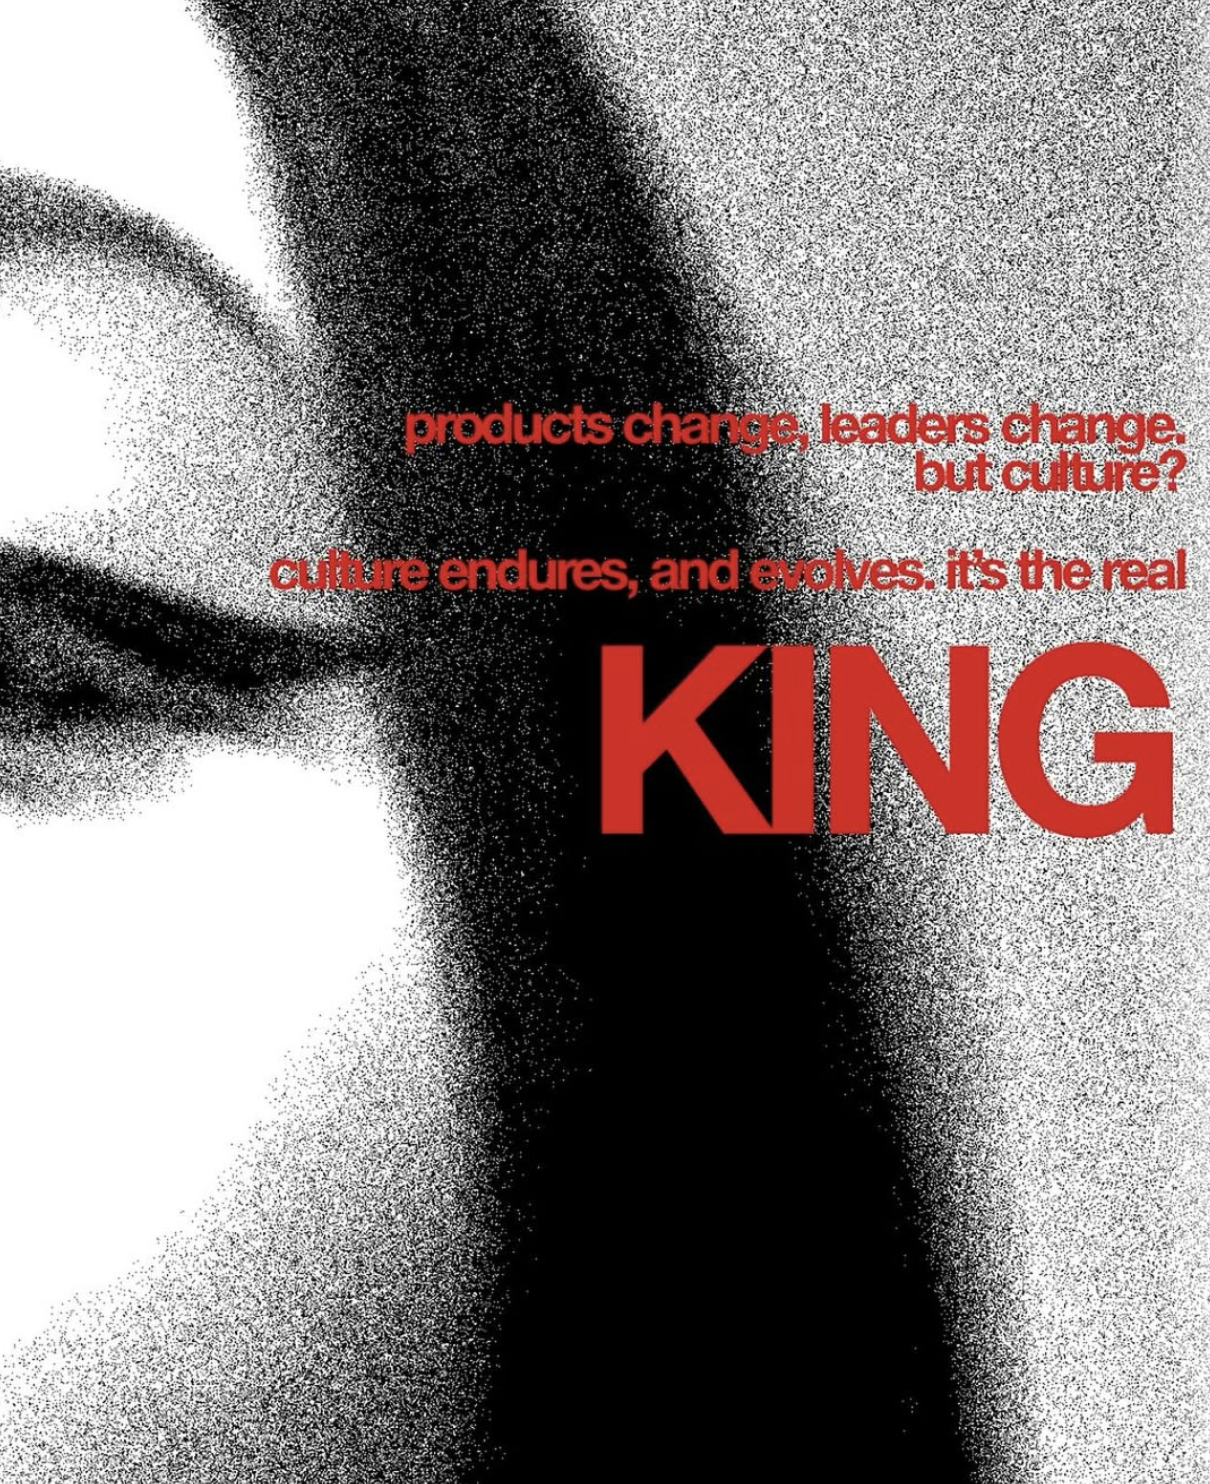 products change, leaders change.
but culture?
culture endures, and evolves. it's the real
KING